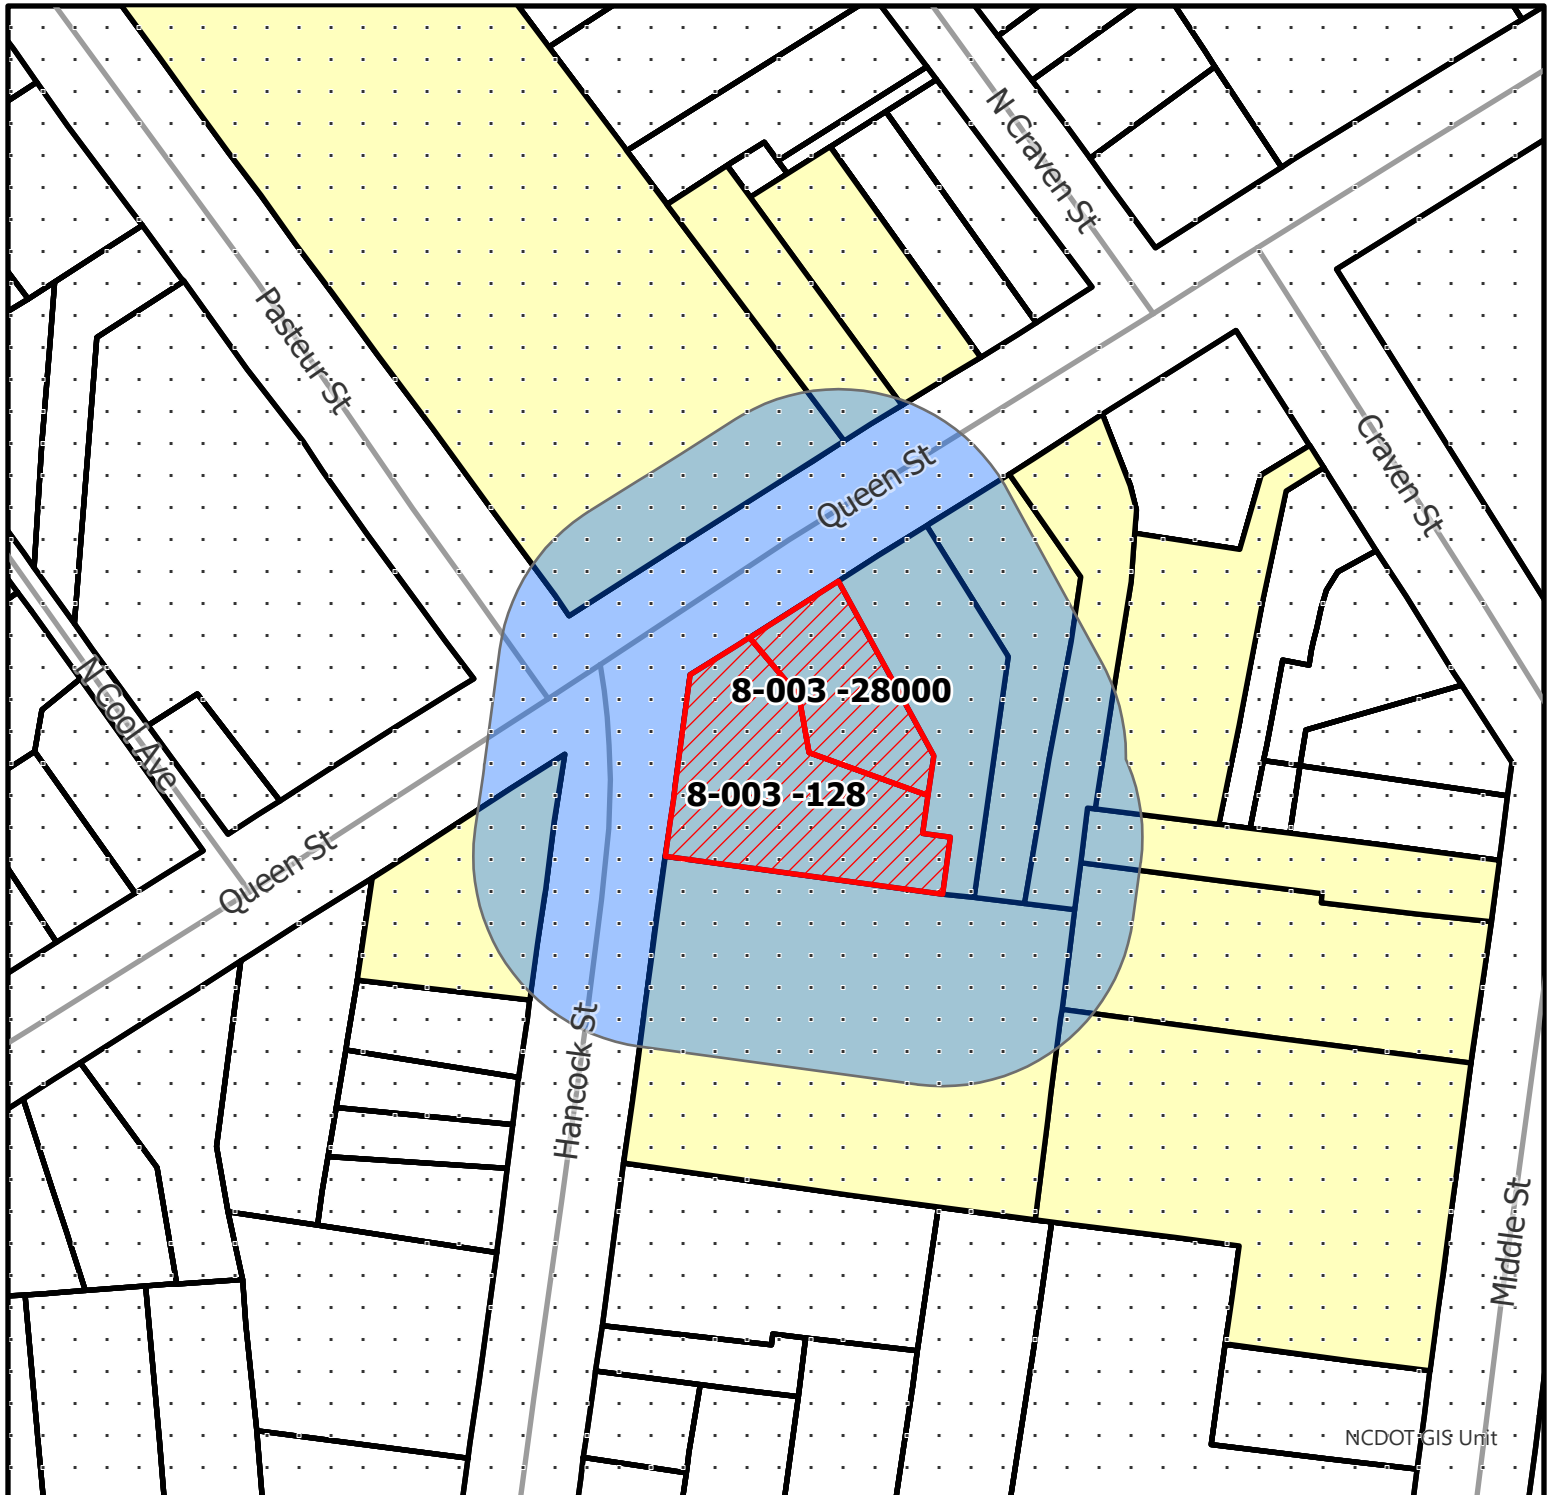 N Craven St
Pasteur St
Craven St
Queen St
8-003 -28000
N Cool Ave
8-003 -128
Queen St
Hancock St
Middle St
NCDOT GIS Unit